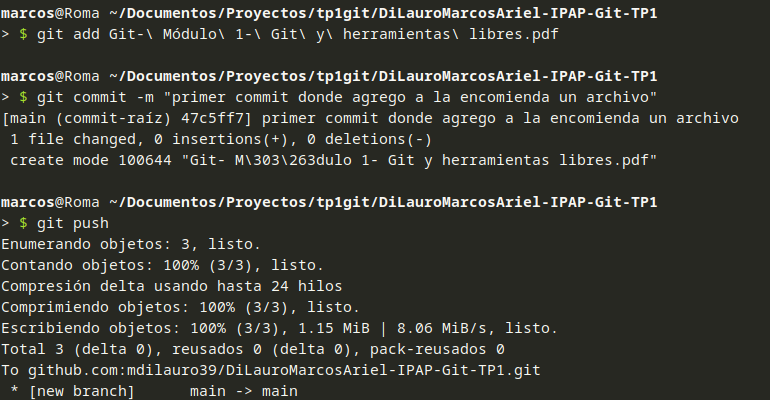 marcos@Roma ~/Documentos/Proyectos/tp1git/DiLauroMarcosAriel-IPAP-Git-TP1
> $ git add Git-\ Módulo\ 1-\ Git\ y\ herramientas\ libres.pdf
marcos@Roma ~/Documentos/Proyectos/tp1git/DiLauroMarcosAriel-IPAP-Git-TP1
> $ git commit -m "primer commit donde agrego a la encomienda un archivo"
[main (commit-raíz) 47c5ff7] primer commit donde agrego a la encomienda un archivo
 1 file changed, 0 insertions(+), 0 deletions(-)
 create mode 100644 "Git- M\303\263dulo 1- Git y herramientas libres.pdf"
marcos@Roma ~/Documentos/Proyectos/tp1git/DiLauroMarcosAriel-IPAP-Git-TP1
> $ git push
Enumerando objetos: 3, listo.
Contando objetos: 100% (3/3), listo.
Compresión delta usando hasta 24 hilos
Comprimiendo objetos: 100% (3/3), listo.
Escribiendo objetos: 100% (3/3), 1.15 MiB | 8.06 MiB/s, listo.
Total 3 (delta 0), reusados 0 (delta 0), pack-reusados 0
To github.com:mdilauro39/DiLauroMarcosAriel-IPAP-Git-TP1.git
 * [new branch]      main -> main